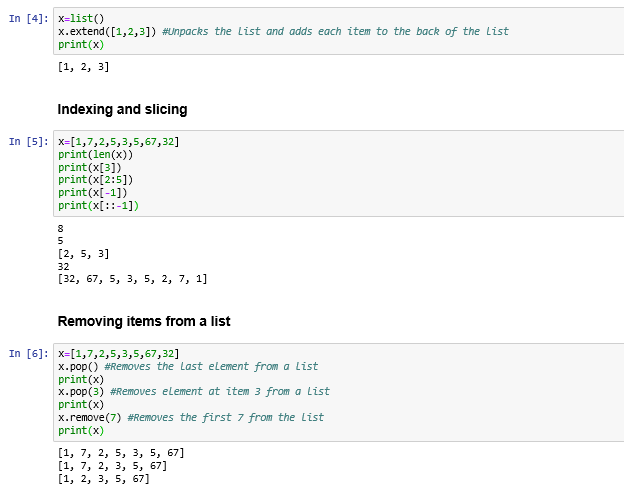 In [4]: x=list()
x.extend([1,2,3]) #Unpacks the list and adds each item to the back of the list
print(x)
[1, 2, 3]
Indexing and slicing
In [5]: x=[1,7,2,5,3,5,67,32]
print(len(x))
print(x[3])
print(x[2:5])
print(x[-1])
print(x[::-1])
8
5
[2, 5, 3]
32
[32, 67, 5, 3, 5, 2, 7, 1]
Removing items from a list
In [6]: x=[1,7,2,5,3,5,67,32]
x.pop() #Removes the last element from a list
print(x)
x.pop(3) #Removes element at item 3 from a list
print(x)
x.remove(7) #Removes the first 7 from the list
print(x)
[1, 7, 2, 5, 3, 5, 67]
[1, 7, 2, 3, 5, 67]
[1, 2, 3, 5, 67]